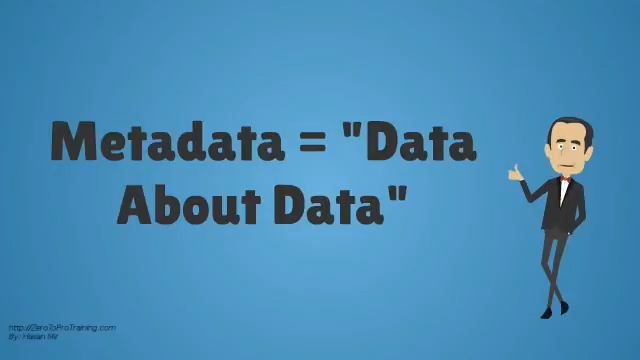 Metadata = "Data
About Data"
http://ZeroToProTraining.com
By: Hasan Mir